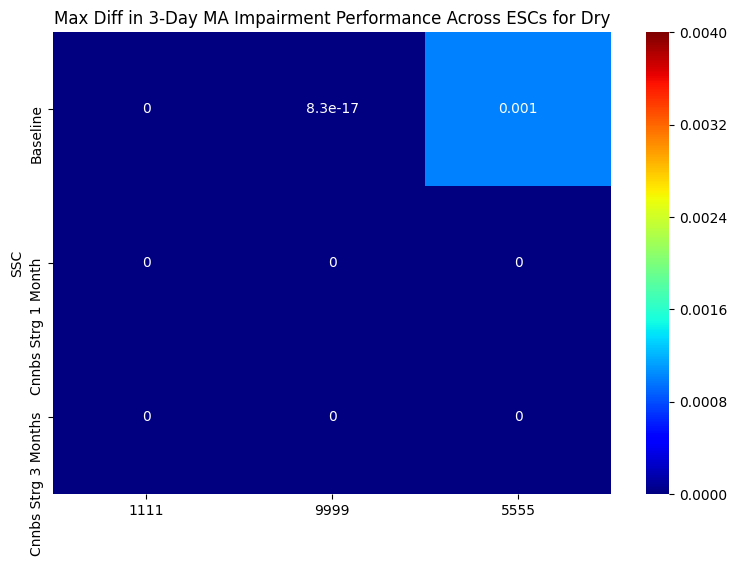 Max Diff in 3-Day MA Impairment Performance Across ESCs for Dry
SSC
Baseline
0 8.3e-17 0.001
Cnnbs Strg 1 Month
0 0 0
Cnnbs Strg 3 Months
0 0 0
1111 9999 5555
0.0040
0.0032
0.0024
0.0016
0.0008
0.0000